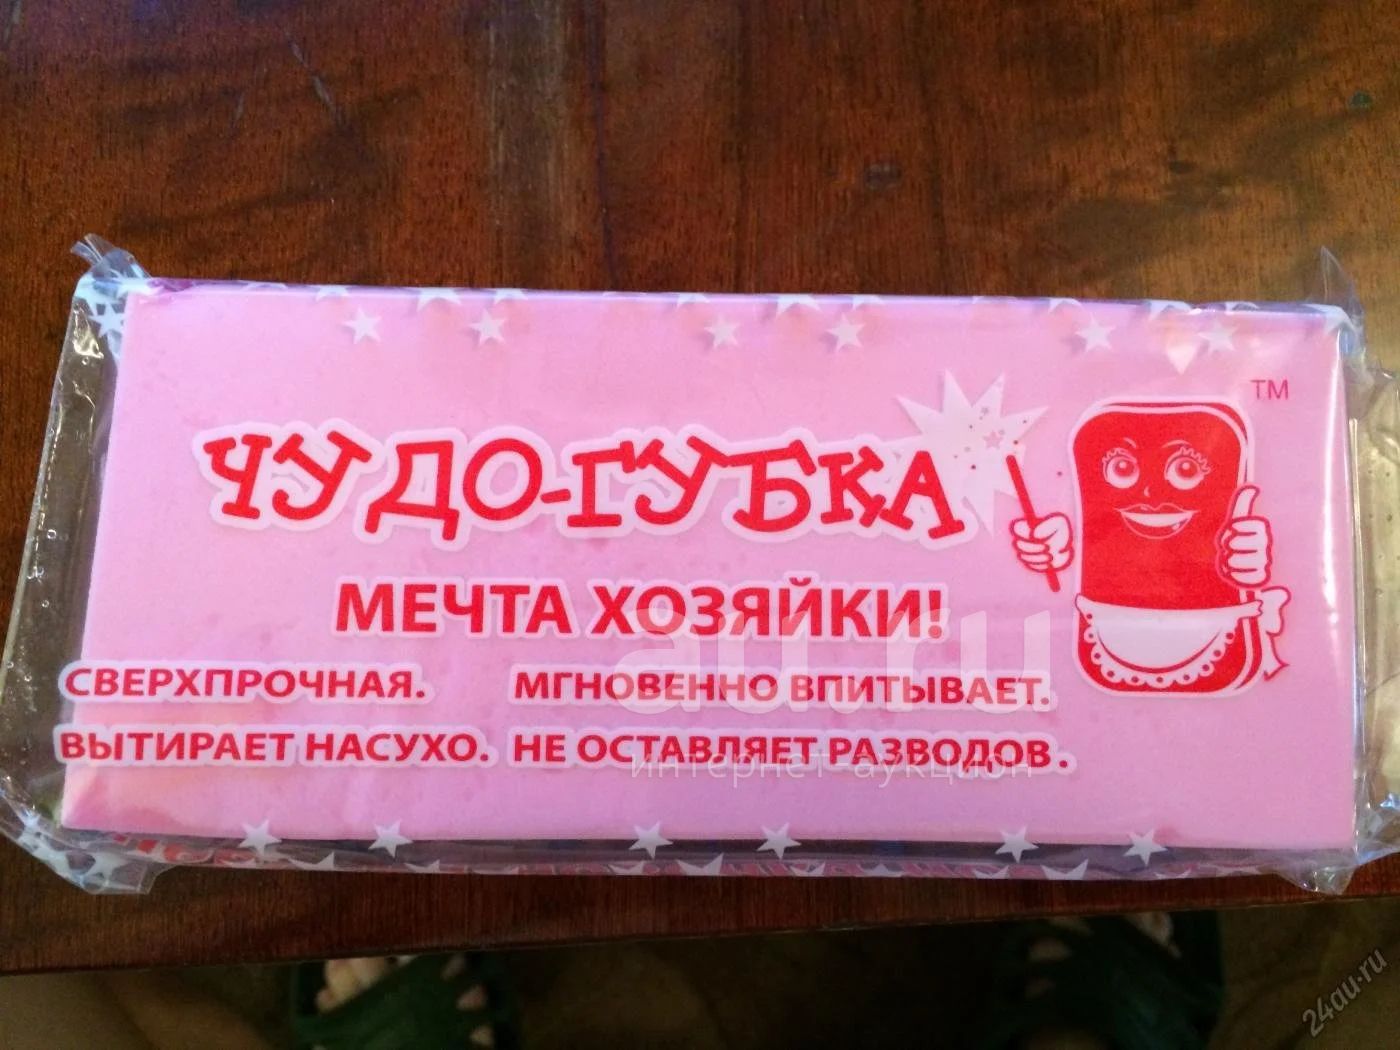 TM
ЧУДО-ГУБКА
МЕЧТА ХОЗЯЙКИ!
СВЕРХПРОЧНАЯ. МГНОВЕННО ВПИТЫВАЕТ.
ВЫТИРАЕТ НАСУХО. НЕ ОСТАВЛЯЕТ РАЗВОДОВ.
au.ru
интернет-аукцион
24au.ru